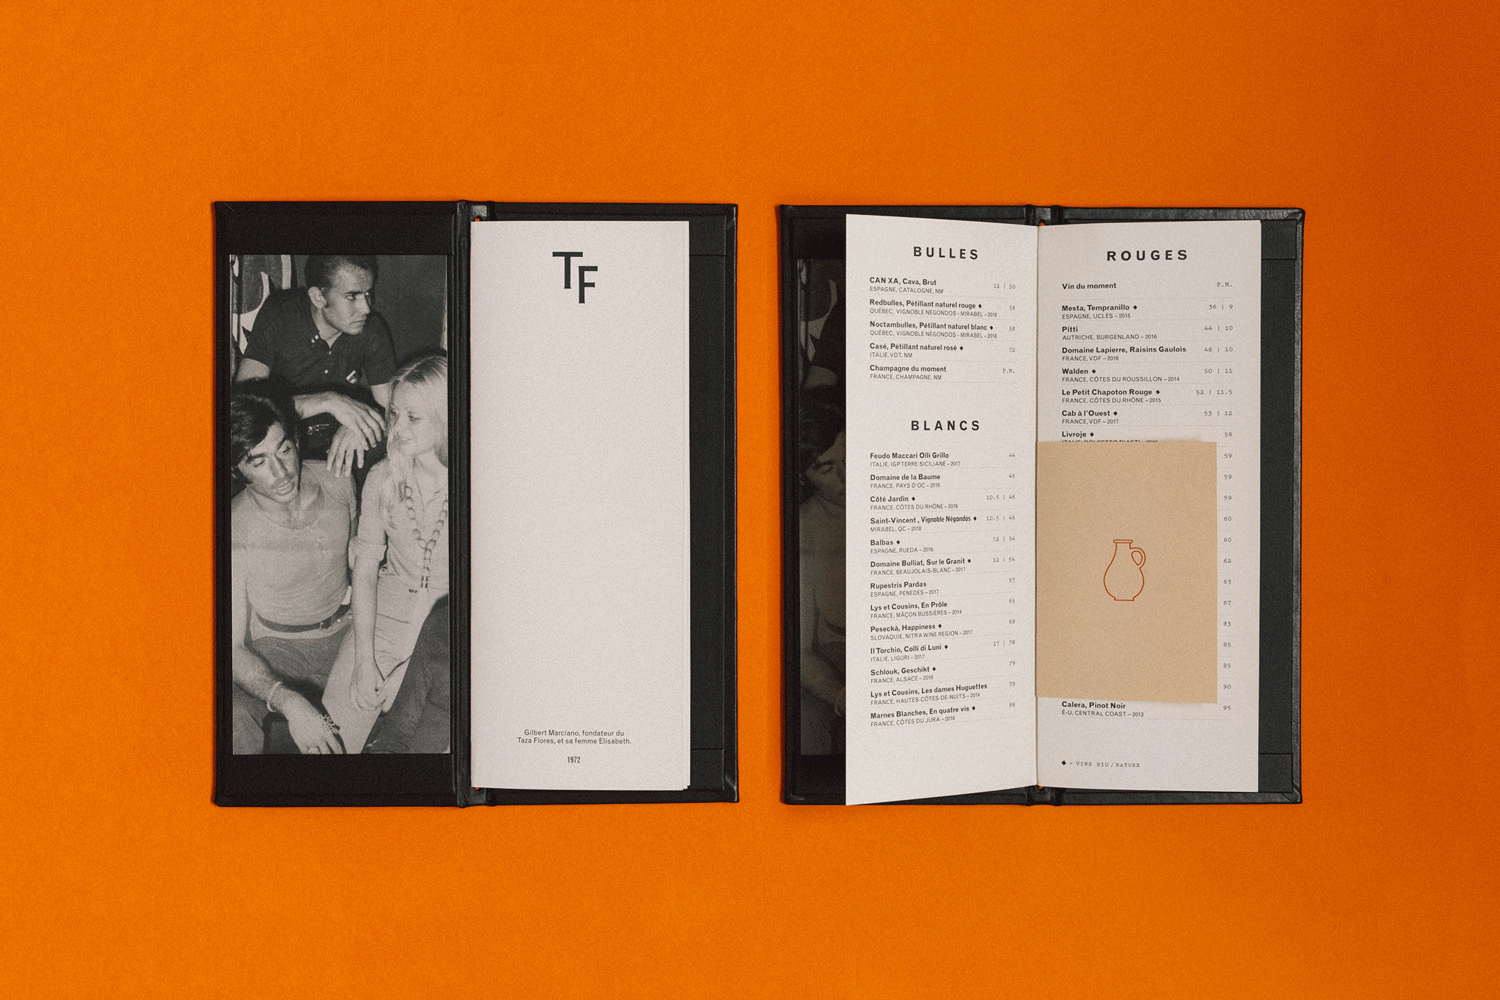 TF
Gilbert Marciano, fondateur du
Taza Flores, et sa femme Elisabeth.
1972
BULLES
CAN XA, Cava, Brut 12 | 50
ESPAGNE, CATALOGNE, NM
Redbulles, Pétillant naturel rouge ♦ 58
QUÉBEC, VIGNOBLE NÉGONDOS - MIRABEL – 2018
Noctambulles, Pétillant naturel blanc ♦ 58
QUÉBEC, VIGNOBLE NÉGONDOS - MIRABEL – 2018
Casé, Pétillant naturel rosé ♦ 72
ITALIE, VDT, NM
Champagne du moment P.M.
FRANCE, CHAMPAGNE, NM
BLANCS
Feudo Maccari Olli Grillo 44
ITALIE, IGP TERRE SICILIANE – 2017
Domaine de la Baume 46
FRANCE, PAYS D'OC – 2018
Côté Jardin ♦ 10.5 | 46
FRANCE, CÔTES DU RHÔNE – 2018
Saint-Vincent, Vignoble Négondos ♦ 10.5 | 46
MIRABEL, QC – 2018
Balbas ♦ 12 | 54
ESPAGNE, RUEDA – 2016
Domaine Bulliat, Sur le Granit ♦ 12 | 54
FRANCE, BEAUJOLAIS-BLANC – 2017
Rupestris Pardas 57
ESPAGNE, PENEDES – 2017
Lys et Cousins, En Prôle 65
FRANCE, MÂCON BUSSIÈRES – 2014
Peseckà, Happiness ♦ 69
SLOVAQUIE, NITRA WINE REGION – 2017
Il Torchio, Colli di Luni ♦ 17 | 78
ITALIE, LIGURI – 2017
Schlouk, Geschikt ♦ 79
FRANCE, ALSACE – 2016
Lys et Cousins, Les dames Huguettes 79
FRANCE, HAUTES-CÔTES-DE-NUITS – 2014
Marnes Blanches, En quatre vis ♦ 88
FRANCE, CÔTES DU JURA – 2016
ROUGES
Vin du moment P.M.
Mesta, Tempranillo ♦ 36 | 9
ESPAGNE, UCLÉS – 2015
Pitti 44 | 10
AUTRICHE, BURGENLAND – 2016
Domaine Lapierre, Raisins Gaulois 46 | 10
FRANCE, VDF – 2016
Walden ♦ 50 | 11
FRANCE, CÔTES DU ROUSSILLON – 2014
Le Petit Chapoton Rouge ♦ 52 | 11.5
FRANCE, CÔTES DU RHÔNE – 2015
Cab à l'Ouest ♦ 53 | 12
FRANCE, VDF – 2017
Livroje ♦ 58
59
59
59
60
60
62
63
67
83
85
85
90
Calera, Pinot Noir 95
É-U, CENTRAL COAST – 2013
♦ = VINS BIO / NATURE